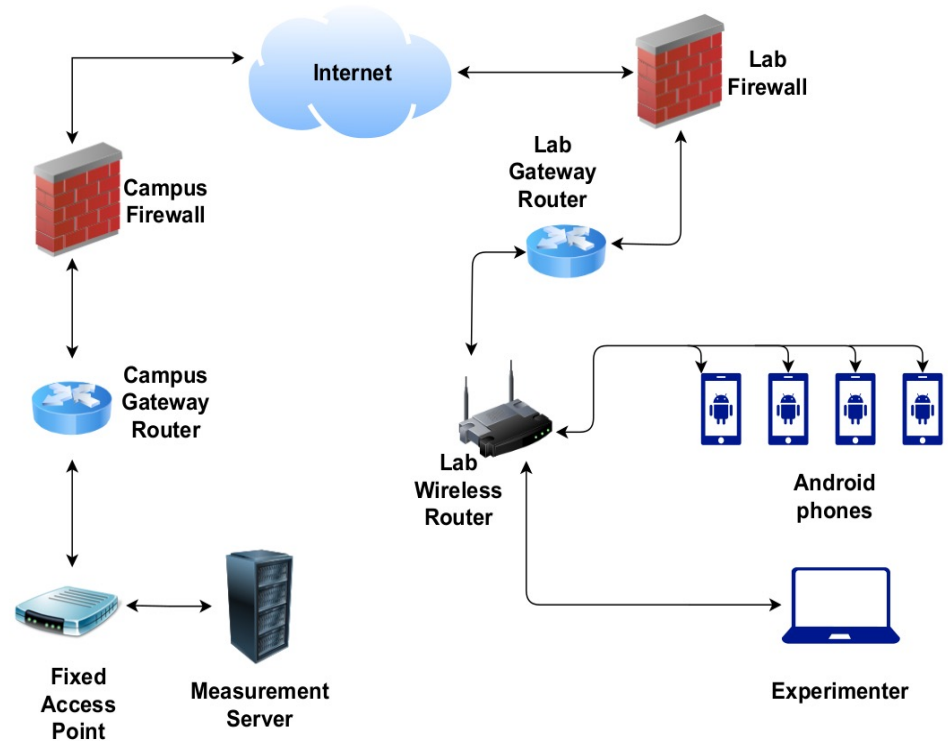 Internet
Lab
Firewall
Lab
Gateway
Router
Campus
Firewall
Campus
Gateway
Router
Lab
Wireless
Router
Android
phones
Fixed
Access
Point
Measurement
Server
Experimenter